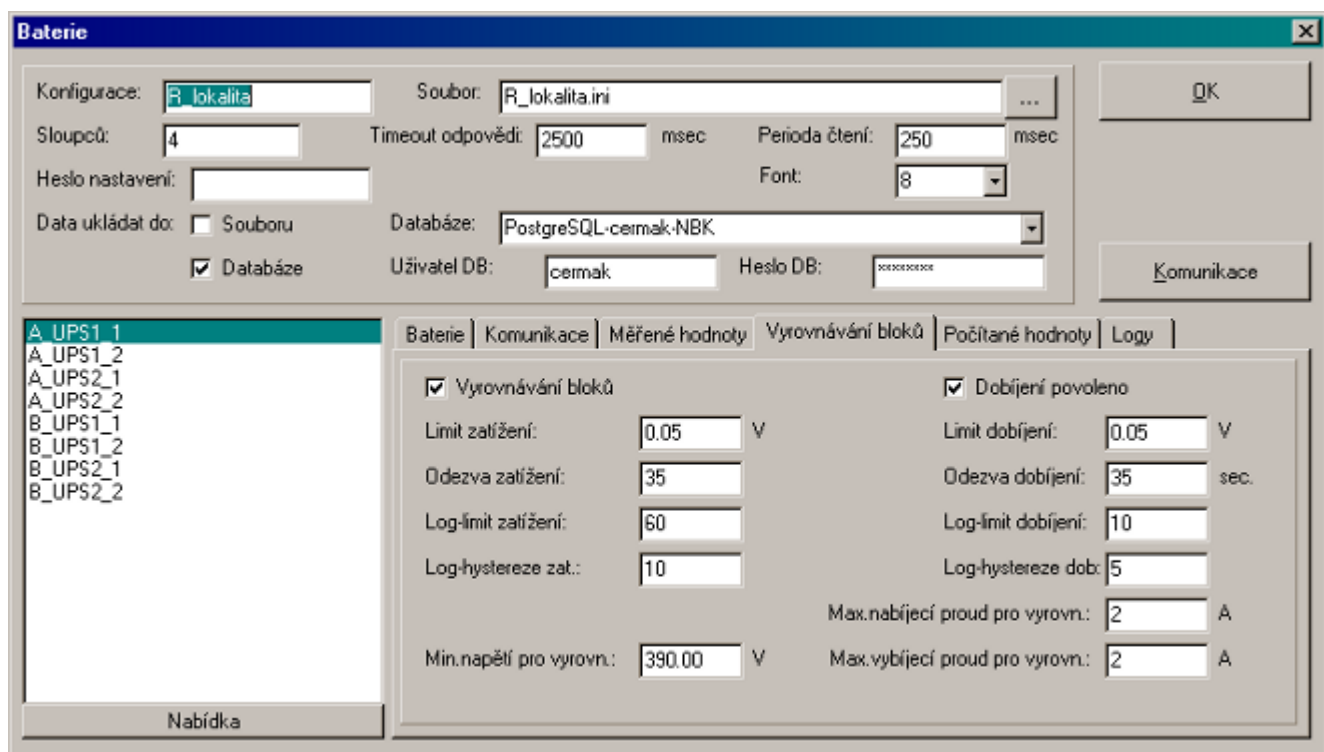 Baterie
Konfigurace: R_lokalita Soubor: R_lokalita.ini ... OK
Sloupců: 4 Timeout odpovědi: 2500 msec Perioda čtení: 250 msec
Heslo nastavení: Font: 8
Data ukládat do: Souboru Databáze: PostgreSQL-cermak-NBK
Databáze Uživatel DB: cermak Heslo DB: ******** Komunikace
A_UPS1_1
A_UPS1_2
A_UPS2_1
A_UPS2_2
B_UPS1_1
B_UPS1_2
B_UPS2_1
B_UPS2_2
Nabídka
Baterie Komunikace Měřené hodnoty Vyrovnávání bloků Počítané hodnoty Logy
Vyrovnávání bloků Dobíjení povoleno
Limit zatížení: 0.05 V Limit dobíjení: 0.05 V
Odezva zatížení: 35 Odezva dobíjení: 35 sec.
Log-limit zatížení: 60 Log-limit dobíjení: 10
Log-hystereze zat.: 10 Log-hystereze dob: 5
Max.nabíjecí proud pro vyrovn.: 2 A
Min.napětí pro vyrovn.: 390.00 V Max.vybíjecí proud pro vyrovn.: 2 A